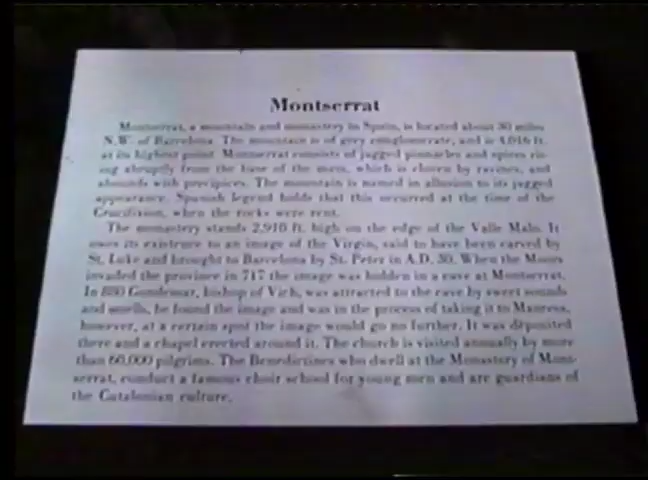 Montserrat
Montserrat, a mountain and monastery in Spain, is located about 30 miles
N.W. of Barcelona. The mountain is of grey conglomerate, and is 4,016 ft.
at its highest point. Montserrat consists of jagged pinnacles and spires ris-
ing abruptly from the base of the mass, which is cloven by ravines, and
abounds with precipices. The mountain is named in allusion to its jagged
appearance. Spanish legend holds that this occurred at the time of the
Crucifixion, when the rocks were rent.
The monastery stands 2,910 ft. high on the edge of the Valle Malo. It
owes its existence to an image of the Virgin, said to have been carved by
St. Luke and brought to Barcelona by St. Peter in A.D. 50. When the Moors
invaded the province in 717 the image was hidden in a cave at Montserrat.
In 880 Gondemar, bishop of Vich, was attracted to the cave by sweet sounds
and smells, he found the image and was in the process of taking it to Manresa,
however, at a certain spot the image would go no further. It was deposited
there and a chapel erected around it. The church is visited annually by more
than 60,000 pilgrims. The Benedictines who dwell at the Monastery of Mont-
serrat, conduct a famous choir school for young men and are guardians of
the Catalonian culture.